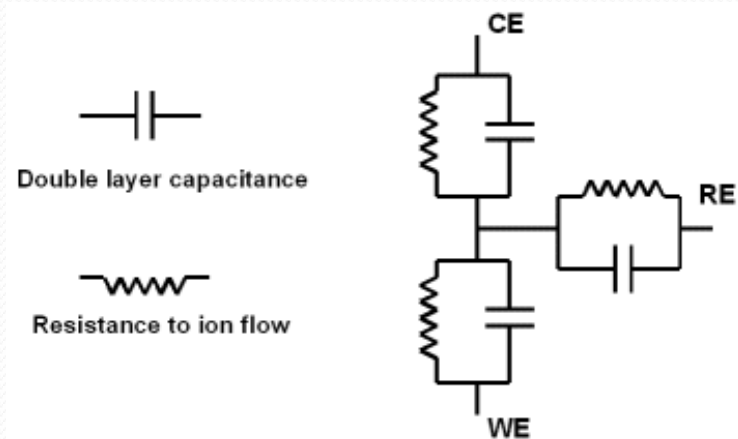 CE
Double layer capacitance
RE
Resistance to ion flow
WE